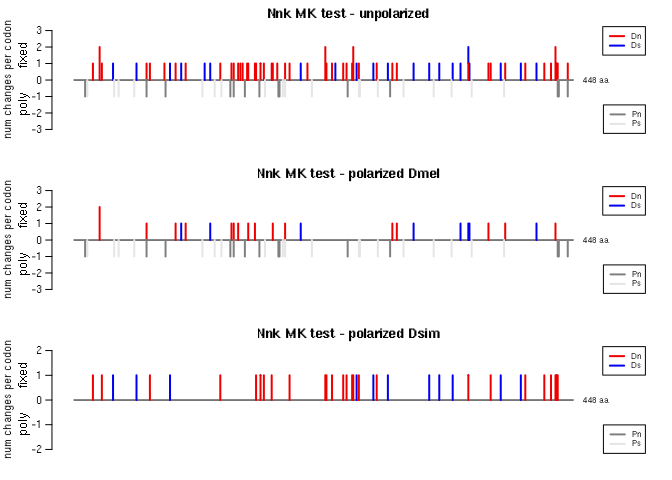 Nnk MK test - unpolarized
num changes per codon
poly fixed
3
2
1
0
-1
-2
-3
448 aa
Dn
Ds
Pn
Ps
Nnk MK test - polarized Dmel
num changes per codon
poly fixed
3
2
1
0
-1
-2
-3
448 aa
Dn
Ds
Pn
Ps
Nnk MK test - polarized Dsim
num changes per codon
poly fixed
2
1
0
-1
-2
448 aa
Dn
Ds
Pn
Ps